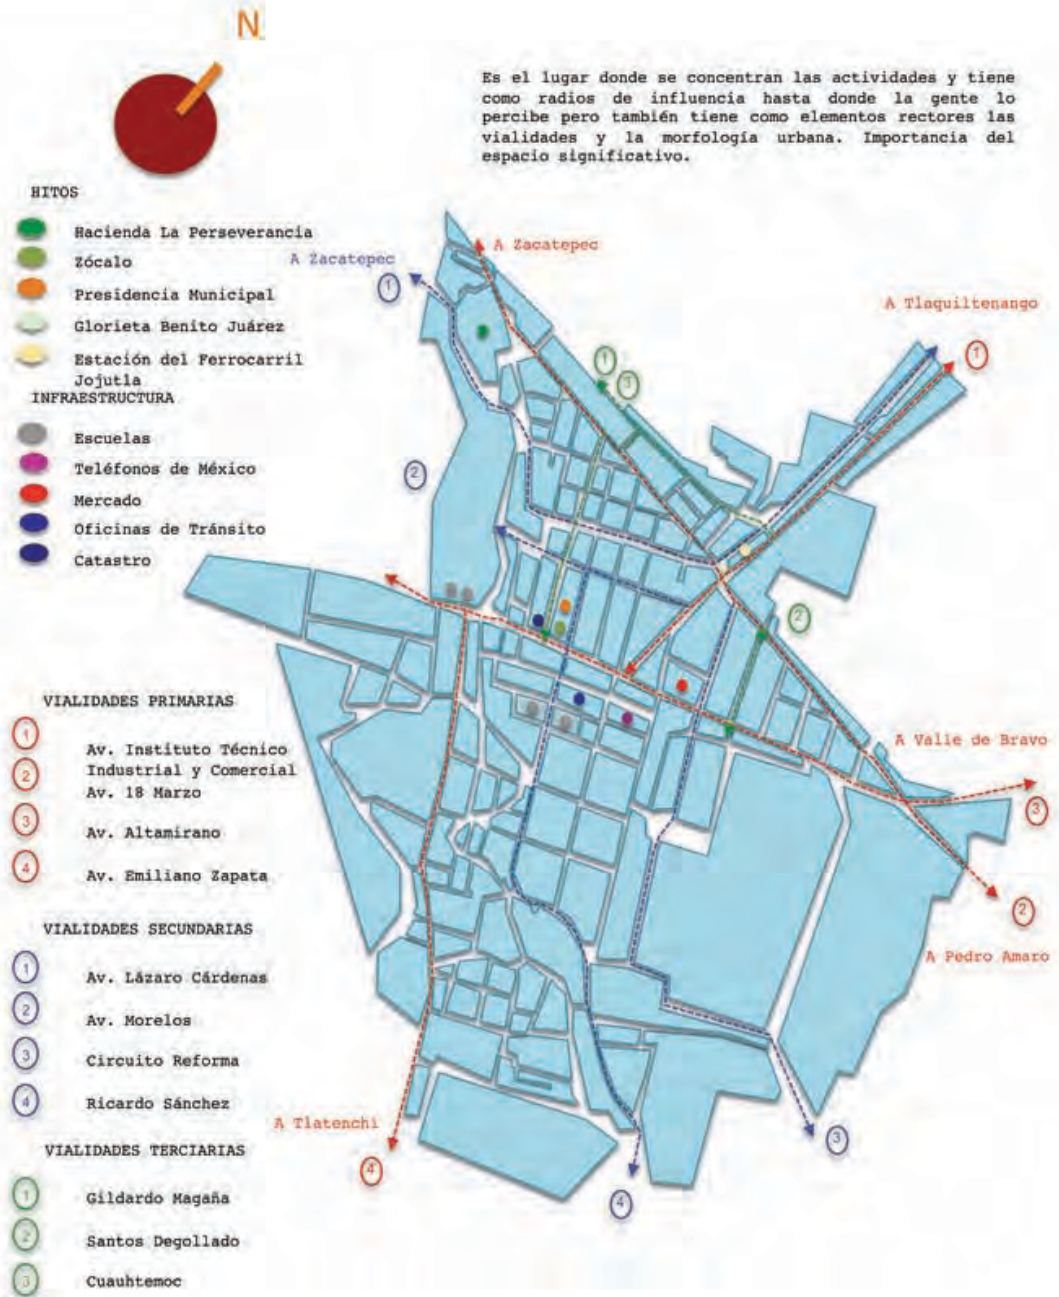 N
Es el lugar donde se concentran las actividades y tiene
como radios de influencia hasta donde la gente lo
percibe pero también tiene como elementos rectores las
vialidades y la morfología urbana. Importancia del
espacio significativo.
HITOS
Hacienda La Perseverancia
Zócalo
Presidencia Municipal
Glorieta Benito Juárez
Estación del Ferrocarril
Jojutla
INFRAESTRUCTURA
Escuelas
Teléfonos de México
Mercado
Oficinas de Tránsito
Catastro
VIALIDADES PRIMARIAS
1
Av. Instituto Técnico
2
Industrial y Comercial
Av. 18 Marzo
3
Av. Altamirano
4
Av. Emiliano Zapata
VIALIDADES SECUNDARIAS
1
Av. Lázaro Cárdenas
2
Av. Morelos
3
Circuito Reforma
4
Ricardo Sánchez
VIALIDADES TERCIARIAS
1
Gildardo Magaña
2
Santos Degollado
3
Cuauhtemoc
A Zacatepec
A Zacatepec
1
A Tlaquiltenango
1
1
3
2
2
A Valle de Bravo
3
2
A Pedro Amaro
A Tlatenchi
4
3
4